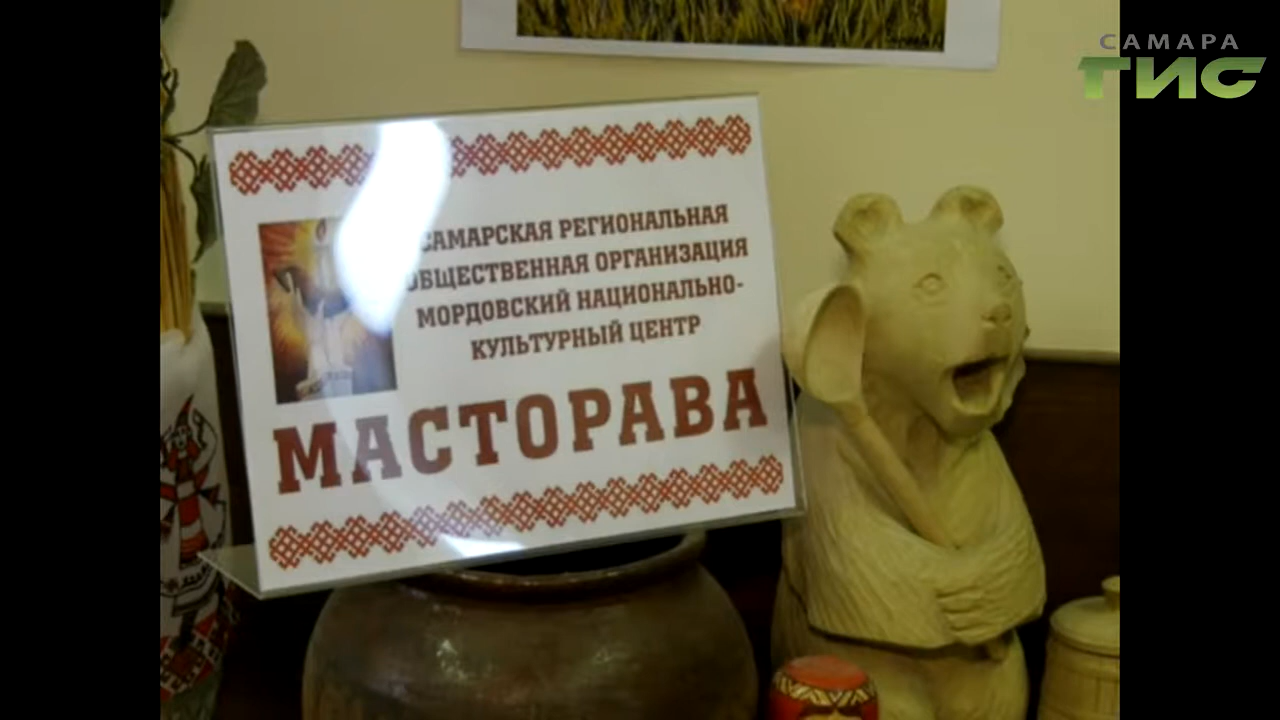 САМАРА
ГИС
САМАРСКАЯ РЕГИОНАЛЬНАЯ
ОБЩЕСТВЕННАЯ ОРГАНИЗАЦИЯ
МОРДОВСКИЙ НАЦИОНАЛЬНО-
КУЛЬТУРНЫЙ ЦЕНТР
МАСТОРАВА